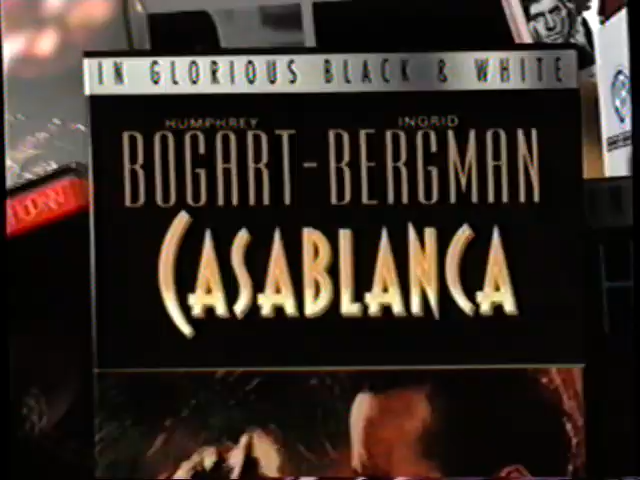 IN GLORIOUS BLACK & WHITE
HUMPHREY INGRID
BOGART-BERGMAN
CASABLANCA